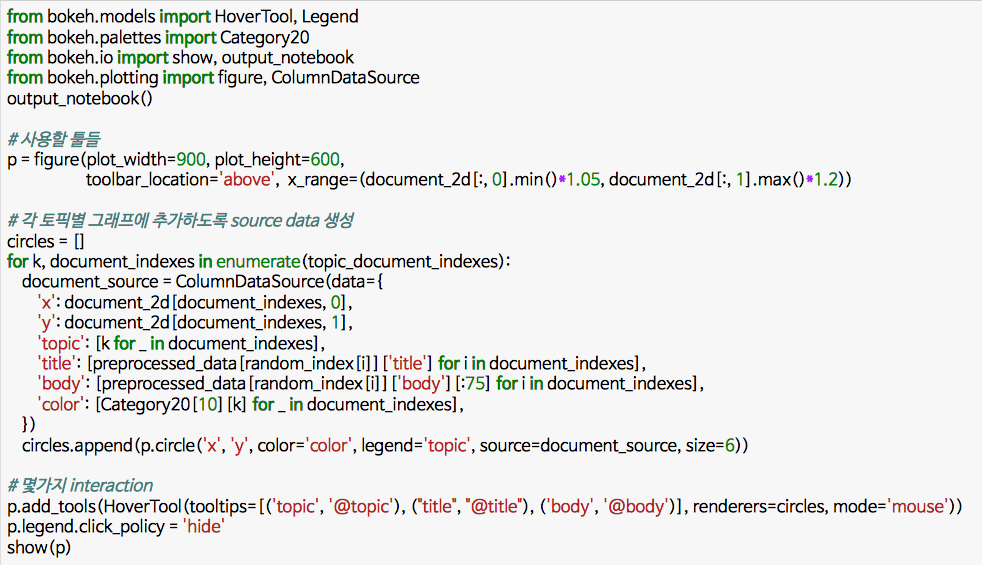 from bokeh.models import HoverTool, Legend
from bokeh.palettes import Category20
from bokeh.io import show, output_notebook
from bokeh.plotting import figure, ColumnDataSource
output_notebook()

# 사용할 툴들
p = figure(plot_width=900, plot_height=600,
           toolbar_location='above', x_range=(document_2d[:, 0].min()*1.05, document_2d[:, 1].max()*1.2))

# 각 토픽별 그래프에 추가하도록 source data 생성
circles = []
for k, document_indexes in enumerate(topic_document_indexes):
    document_source = ColumnDataSource(data={
        'x': document_2d[document_indexes, 0],
        'y': document_2d[document_indexes, 1],
        'topic': [k for _ in document_indexes],
        'title': [preprocessed_data[random_index[i]]['title'] for i in document_indexes],
        'body': [preprocessed_data[random_index[i]]['body'][:75] for i in document_indexes],
        'color': [Category20[10][k] for _ in document_indexes],
    })
    circles.append(p.circle('x', 'y', color='color', legend='topic', source=document_source, size=6))

# 몇가지 interaction
p.add_tools(HoverTool(tooltips=[('topic', '@topic'), ("title", "@title"), ('body', '@body')], renderers=circles, mode='mouse'))
p.legend.click_policy = 'hide'
show(p)